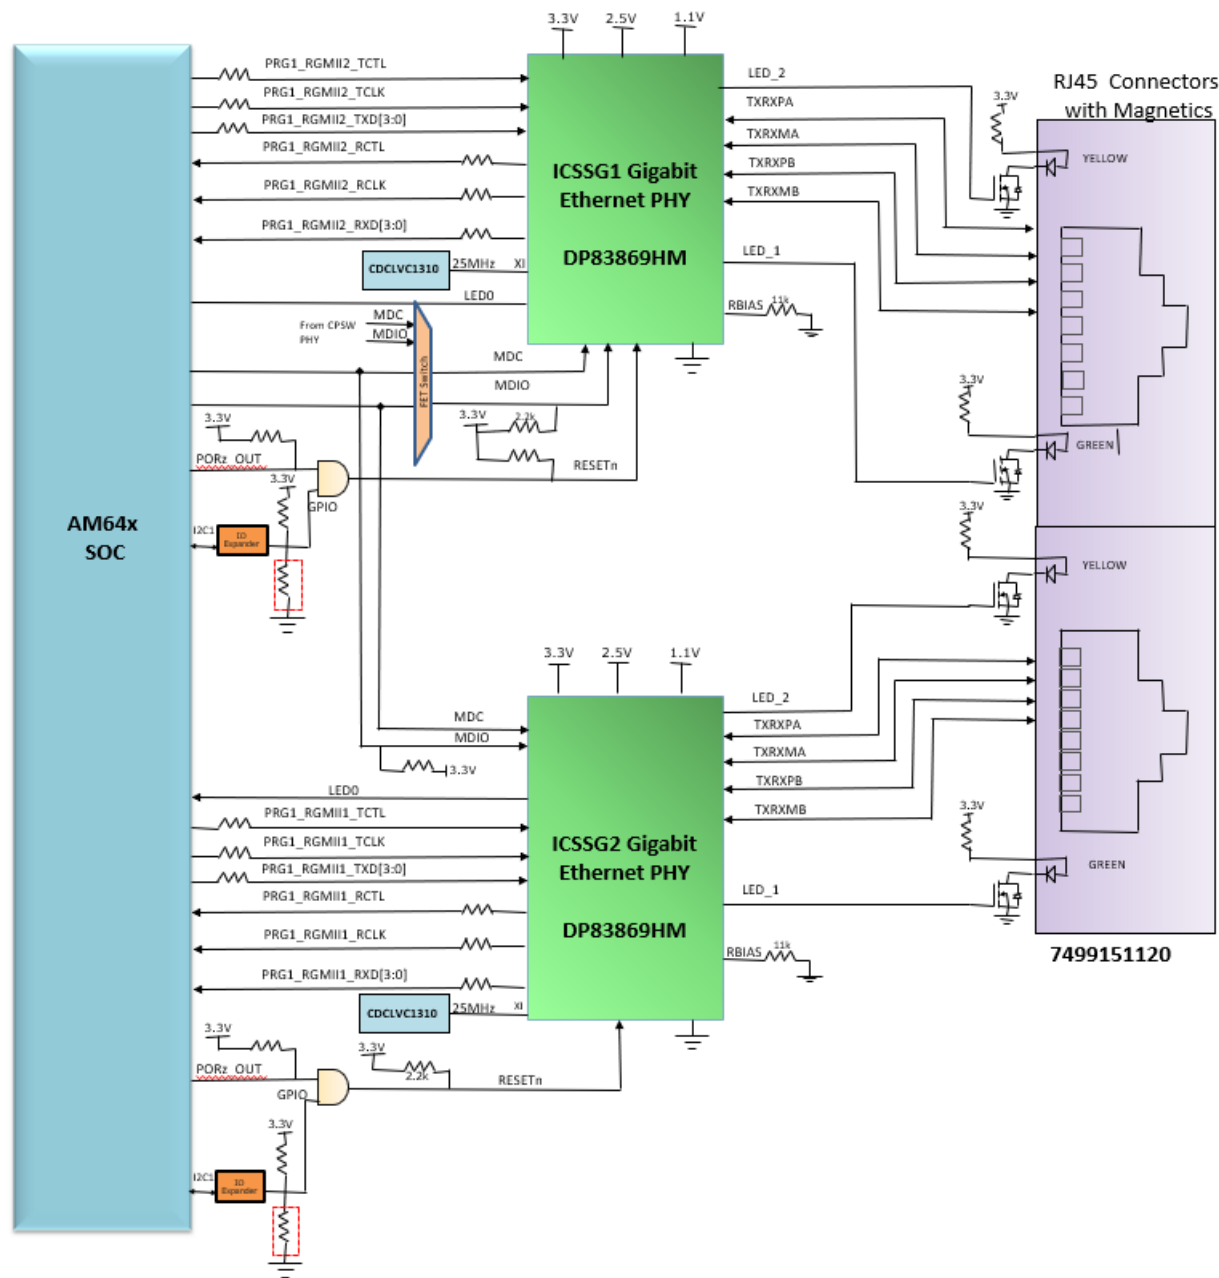 3.3V
2.5V
1.1V
PRG1_RGMII2_TCTL
PRG1_RGMII2_TCLK
PRG1_RGMII2_TXD[3:0]
PRG1_RGMII2_RCTL
PRG1_RGMII2_RCLK
PRG1_RGMII2_RXD[3:0]
CDCLVC1310
25MHz
XI
LED0
ICSSG1 Gigabit
Ethernet PHY
DP83869HM
LED_2
TXRXPA
TXRXMA
TXRXPB
TXRXMB
LED_1
RBIAS
11k
RJ45 Connectors
with Magnetics
3.3V
YELLOW
3.3V
GREEN
From CPSW
PHY
MDC
MDIO
FET Switch
MDC
MDIO
3.3V
2.2k
RESETn
3.3V
PORz_OUT
3.3V
GPIO
I2C1
IO
Expander
AM64x
SOC
3.3V
YELLOW
3.3V
2.5V
1.1V
MDC
MDIO
3.3V
LED0
PRG1_RGMII1_TCTL
PRG1_RGMII1_TCLK
PRG1_RGMII1_TXD[3:0]
PRG1_RGMII1_RCTL
PRG1_RGMII1_RCLK
PRG1_RGMII1_RXD[3:0]
CDCLVC1310
25MHz
XI
ICSSG2 Gigabit
Ethernet PHY
DP83869HM
LED_2
TXRXPA
TXRXMA
TXRXPB
TXRXMB
LED_1
RBIAS
11k
3.3V
GREEN
7499151120
3.3V
PORz_OUT
GPIO
3.3V
2.2k
RESETn
3.3V
I2C1
IO
Expander